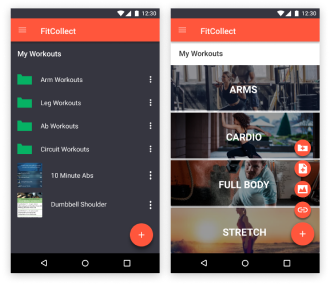 12:30
FitCollect
My Workouts
Arm Workouts
Leg Workouts
Ab Workouts
Circuit Workouts
10 Minute Abs
Dumbbell Shoulder
12:30
FitCollect
My Workouts
ARMS
CARDIO
FULL BODY
STRETCH